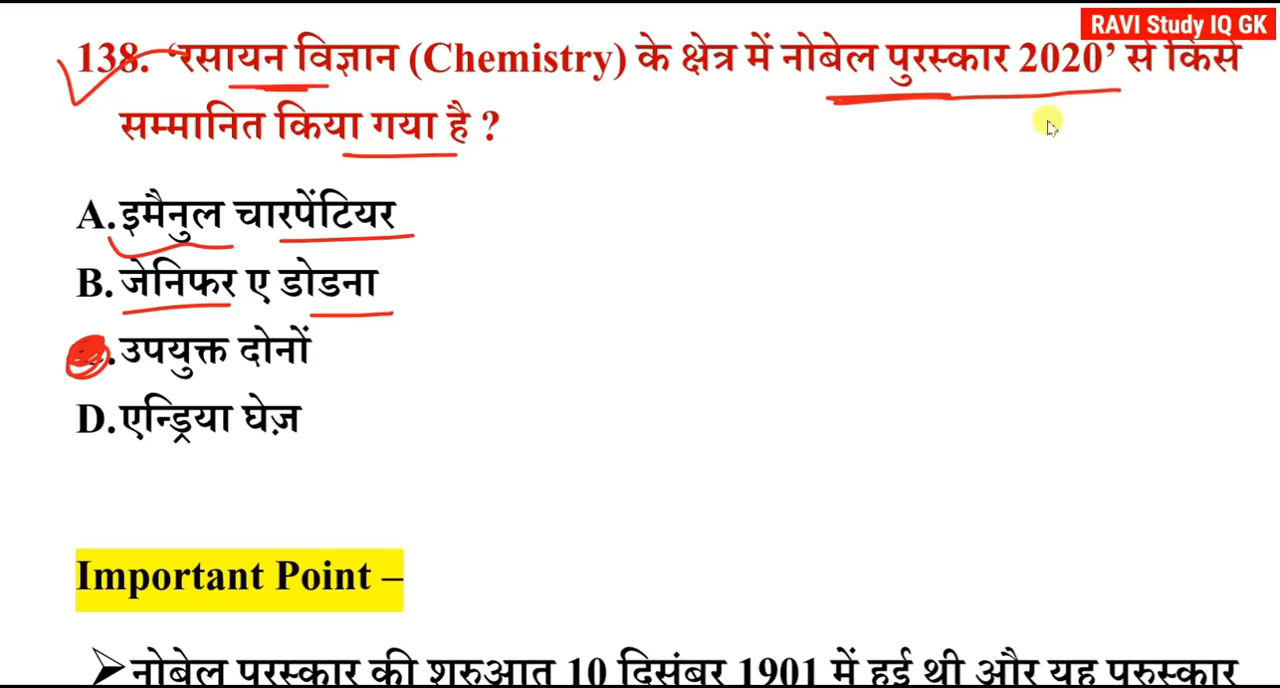 RAVI Study IQ GK
138. ‘रसायन विज्ञान (Chemistry) के क्षेत्र में नोबेल पुरस्कार 2020’ से किसे
सम्मानित किया गया है ?
A. इमैनुल चारपेंटियर
B. जेनिफर ए डोडना
. उपयुक्त दोनों
D. एन्ड्रिया घेज़
Important Point –
नोबेल पुरस्कार की शुरुआत 10 दिसंबर 1901 में हुई थी और यह पुरुस्कार